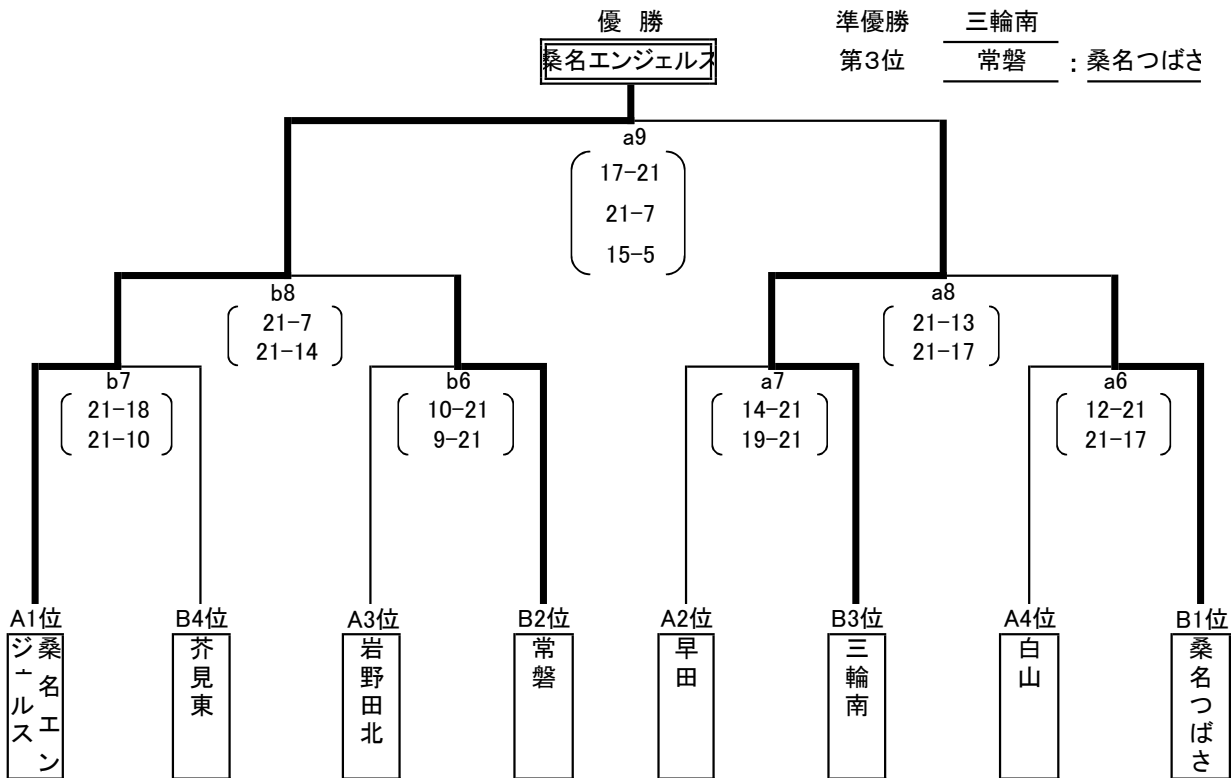 優 勝
準優勝 三輪南
桑名エンジェルス
第3位 常磐 : 桑名つばさ
a9
17-21
21-7
15-5
b8
21-7
21-14
a8
21-13
21-17
b7
21-18
21-10
b6
10-21
9-21
a7
14-21
19-21
a6
12-21
21-17
A1位
B4位
A3位
B2位
A2位
B3位
A4位
B1位
桑名エン
ジェルス
芥見東
岩野田北
常磐
早田
三輪南
白山
桑名つばさ